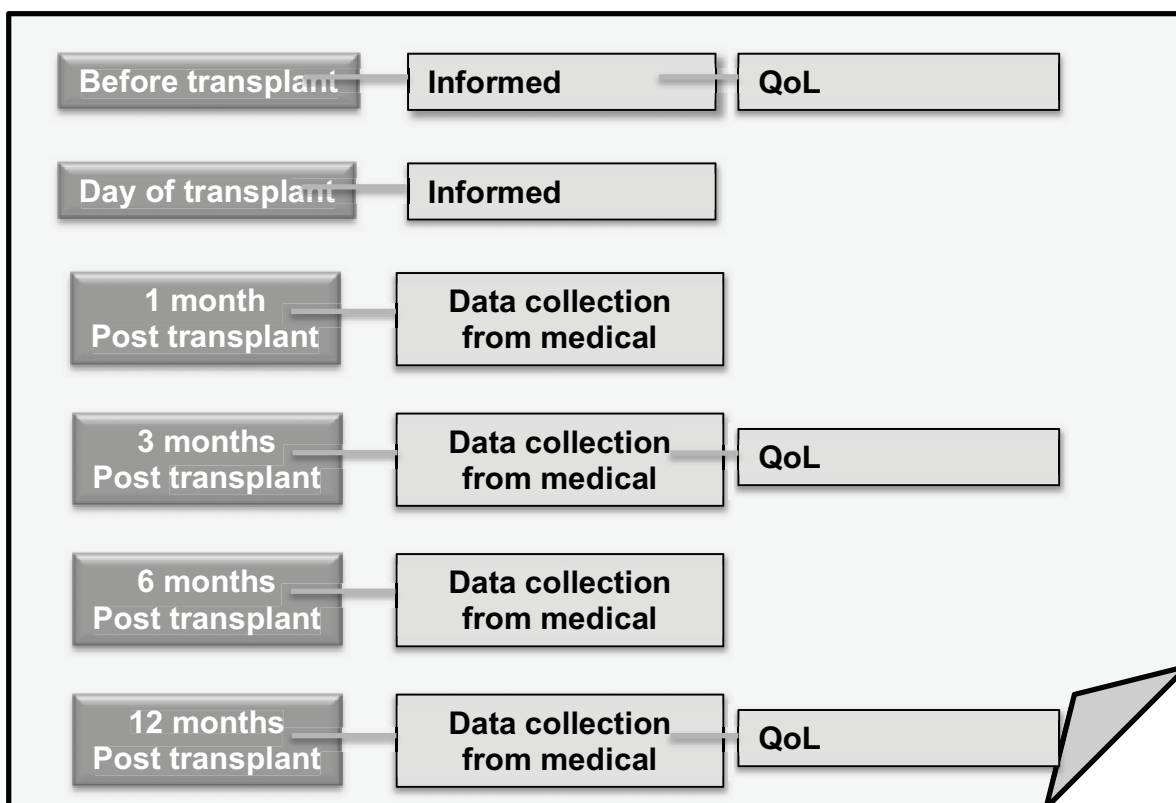 Before transplant
Informed
QoL
Day of transplant
Informed
1 month
Post transplant
Data collection
from medical
3 months
Post transplant
Data collection
from medical
QoL
6 months
Post transplant
Data collection
from medical
12 months
Post transplant
Data collection
from medical
QoL